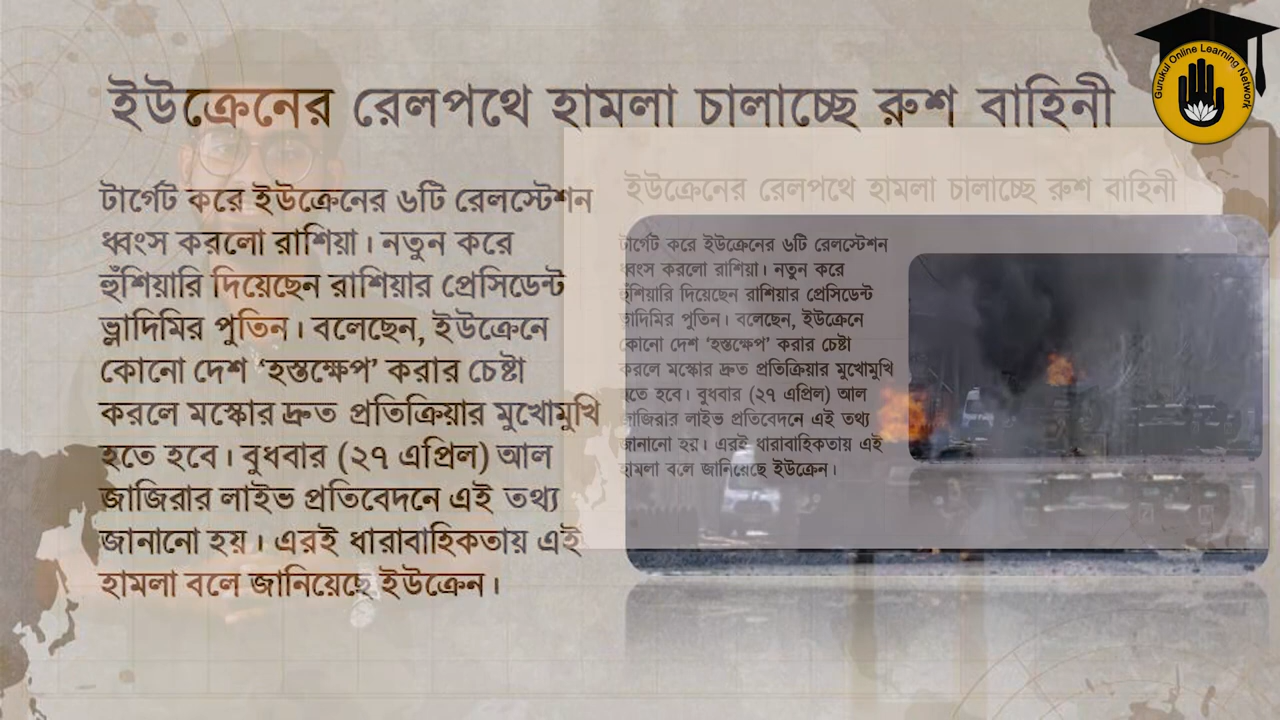 ইউক্রেনের রেলপথে হামলা চালাচ্ছে রুশ বাহিনী
টার্গেট করে ইউক্রেনের ৬টি রেলস্টেশন
ধ্বংস করলো রাশিয়া। নতুন করে
হুঁশিয়ারি দিয়েছেন রাশিয়ার প্রেসিডেন্ট
ভ্লাদিমির পুতিন। বলেছেন, ইউক্রেনে
কোনো দেশ ‘হস্তক্ষেপ’ করার চেষ্টা
করলে মস্কোর দ্রুত প্রতিক্রিয়ার মুখোমুখি
হতে হবে। বুধবার (২৭ এপ্রিল) আল
জাজিরার লাইভ প্রতিবেদনে এই তথ্য
জানানো হয়। এরই ধারাবাহিকতায় এই
হামলা বলে জানিয়েছে ইউক্রেন।
ইউক্রেনের রেলপথে হামলা চালাচ্ছে রুশ বাহিনী
টার্গেট করে ইউক্রেনের ৬টি রেলস্টেশন
ধ্বংস করলো রাশিয়া। নতুন করে
হুঁশিয়ারি দিয়েছেন রাশিয়ার প্রেসিডেন্ট
ভ্লাদিমির পুতিন। বলেছেন, ইউক্রেনে
কোনো দেশ ‘হস্তক্ষেপ’ করার চেষ্টা
করলে মস্কোর দ্রুত প্রতিক্রিয়ার মুখোমুখি
হতে হবে। বুধবার (২৭ এপ্রিল) আল
জাজিরার লাইভ প্রতিবেদনে এই তথ্য
জানানো হয়। এরই ধারাবাহিকতায় এই
হামলা বলে জানিয়েছে ইউক্রেন।
Gurukul Online Learning Network